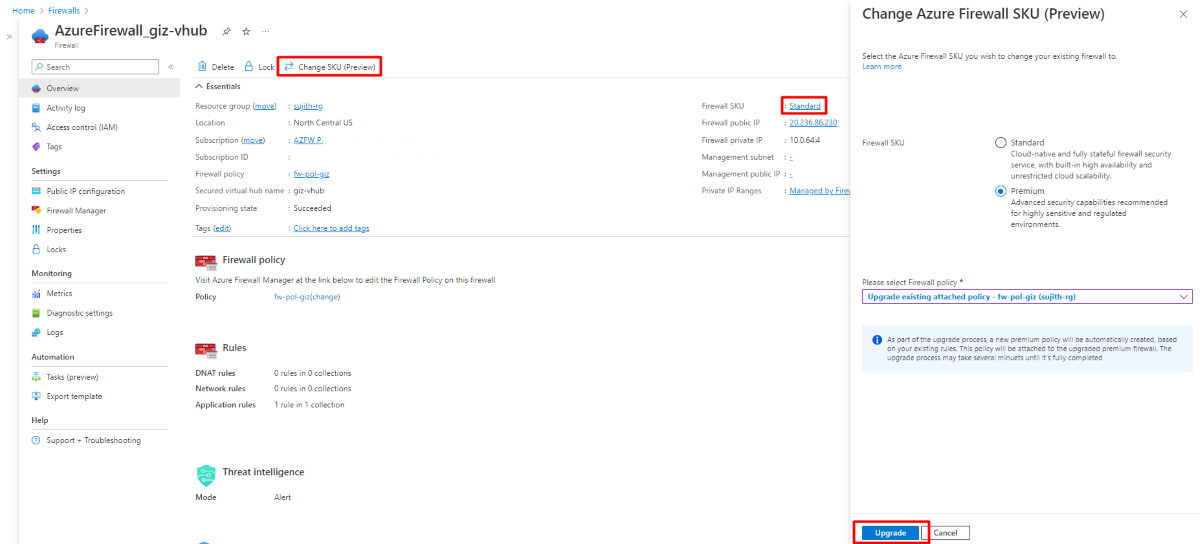 Home > Firewalls >
AzureFirewall_giz-vhub
Firewall
Search
Overview
Activity log
Access control (IAM)
Tags
Settings
Public IP configuration
Firewall Manager
Properties
Locks
Monitoring
Metrics
Diagnostic settings
Logs
Automation
Tasks (preview)
Export template
Help
Support + Troubleshooting
Delete Lock Change SKU (Preview)
Essentials
Resource group (move) : sujith-rg
Location : North Central US
Subscription (move) : AZFW P
Subscription ID :
Firewall policy : fw-pol-giz
Secured virtual hub name : giz-vhub
Provisioning state : Succeeded
Tags (edit) : Click here to add tags
Firewall SKU : Standard
Firewall public IP : 20.236.86.230
Firewall private IP : 10.0.64.4
Management subnet : -
Management public IP : -
Private IP Ranges : Managed by Firew
Firewall policy
Visit Azure Firewall Manager at the link below to edit the Firewall Policy on this firewall
Policy fw-pol-giz(change)
Rules
DNAT rules 0 rules in 0 collections
Network rules 0 rules in 0 collections
Application rules 1 rule in 1 collection
Threat intelligence
Mode Alert
Change Azure Firewall SKU (Preview)
Select the Azure Firewall SKU you wish to change your existing firewall to.
Learn more
Firewall SKU
Standard
Cloud-native and fully stateful firewall security
service, with built-in high availability and
unrestricted cloud scalability.
Premium
Advanced security capabilities recommended
for highly sensitive and regulated
environments.
Please select Firewall policy *
Upgrade existing attached policy - fw-pol-giz (sujith-rg)
As part of the upgrade process, a new premium policy will be automatically created, based
on your existing rules. This policy will be attached to the upgraded premium firewall. The
upgrade process may take several minuets until it's fully completed
Upgrade Cancel